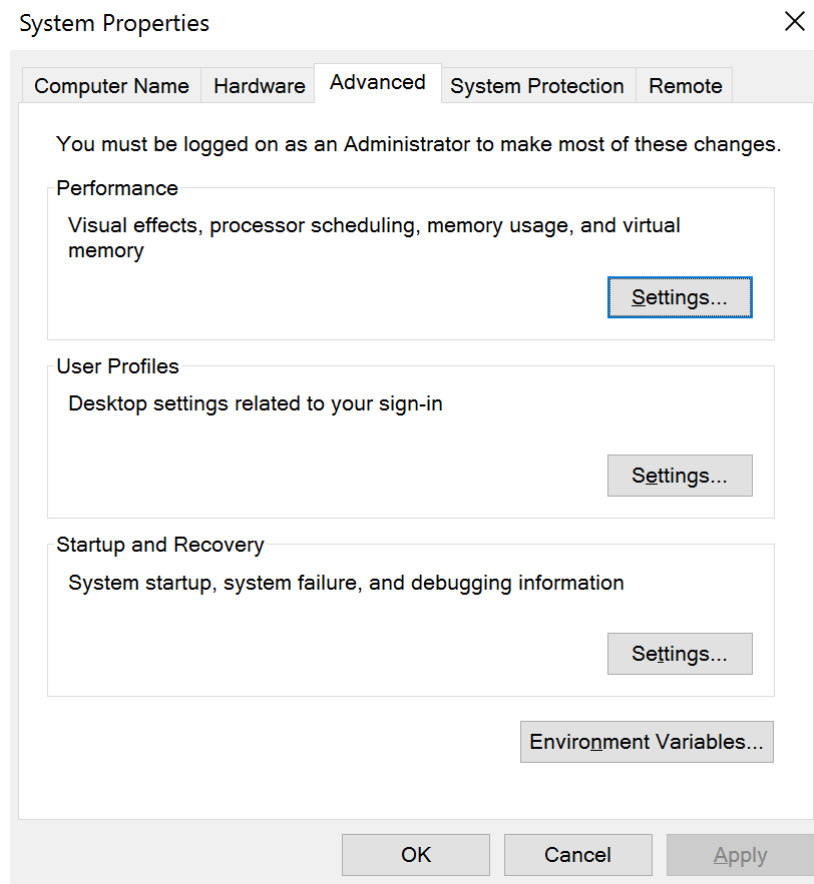 System Properties
Computer Name
Hardware
Advanced
System Protection
Remote
You must be logged on as an Administrator to make most of these changes.
Performance
Visual effects, processor scheduling, memory usage, and virtual
memory
Settings...
User Profiles
Desktop settings related to your sign-in
Settings...
Startup and Recovery
System startup, system failure, and debugging information
Settings...
Environment Variables...
OK
Cancel
Apply